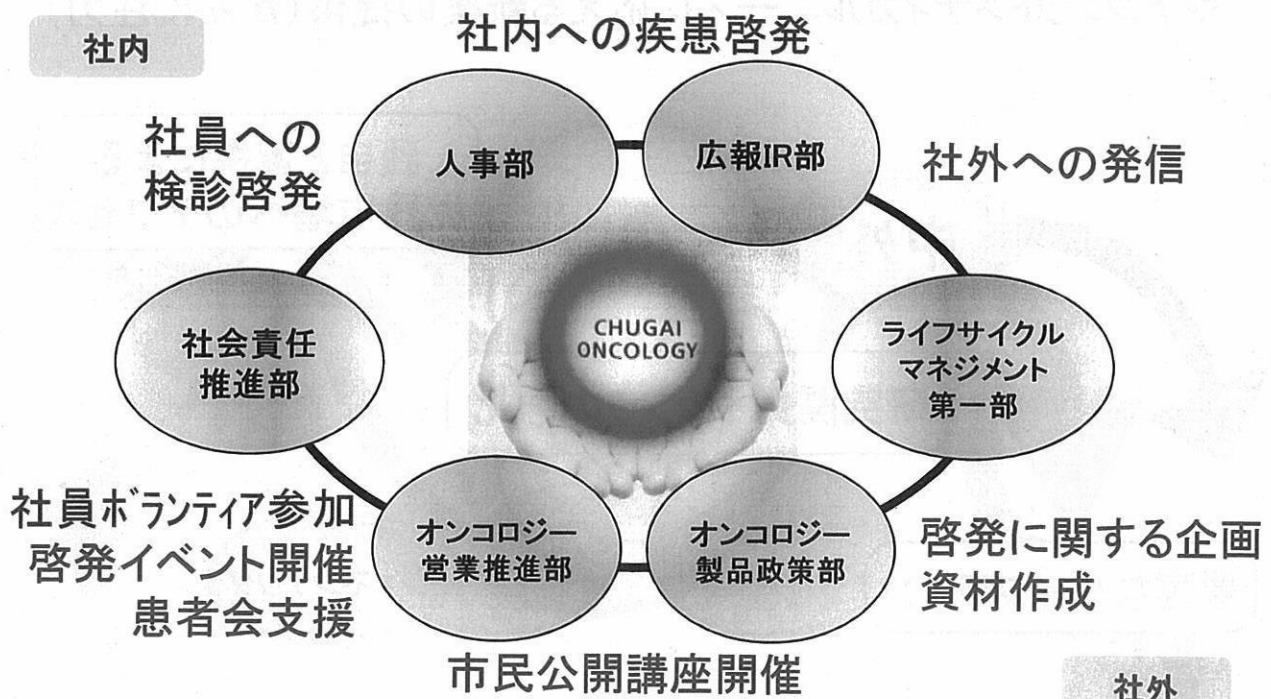 社内
社内への疾患啓発
社員への
検診啓発
人事部
広報IR部
社外への発信
社会責任
推進部
CHUGAI
ONCOLOGY
ライフサイクル
マネジメント
第一部
社員ボランティア参加
啓発イベント開催
患者会支援
オンコロジー
営業推進部
オンコロジー
製品政策部
啓発に関する企画
資材作成
市民公開講座開催
社外